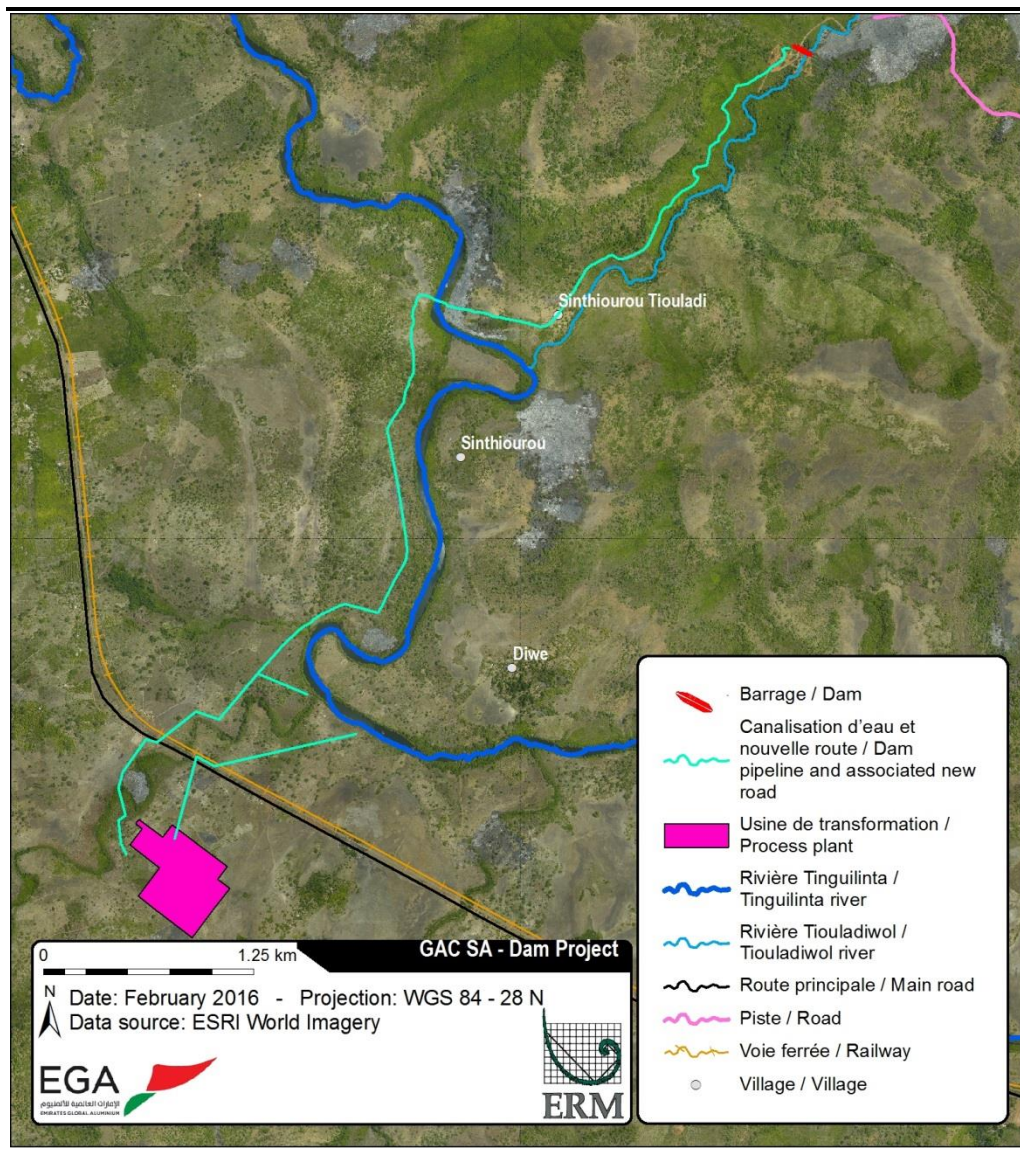 Sinthiourou Tiouladi
Sinthiourou
Diwe
Barrage / Dam
Canalisation d'eau et
nouvelle route / Dam
pipeline and associated new
road
Usine de transformation /
Process plant
Rivière Tinguilinta /
Tinguilinta river
Rivière Tiouladiwol /
Tiouladiwol river
Route principale / Main road
Piste / Road
Voie ferrée / Railway
Village / Village
GAC SA - Dam Project
0 1.25 km
N
Date: February 2016 - Projection: WGS 84 - 28 N
Data source: ESRI World Imagery
EGA
الإمارات العالمية للألمنيوم
EMIRATES GLOBAL ALUMINIUM
ERM